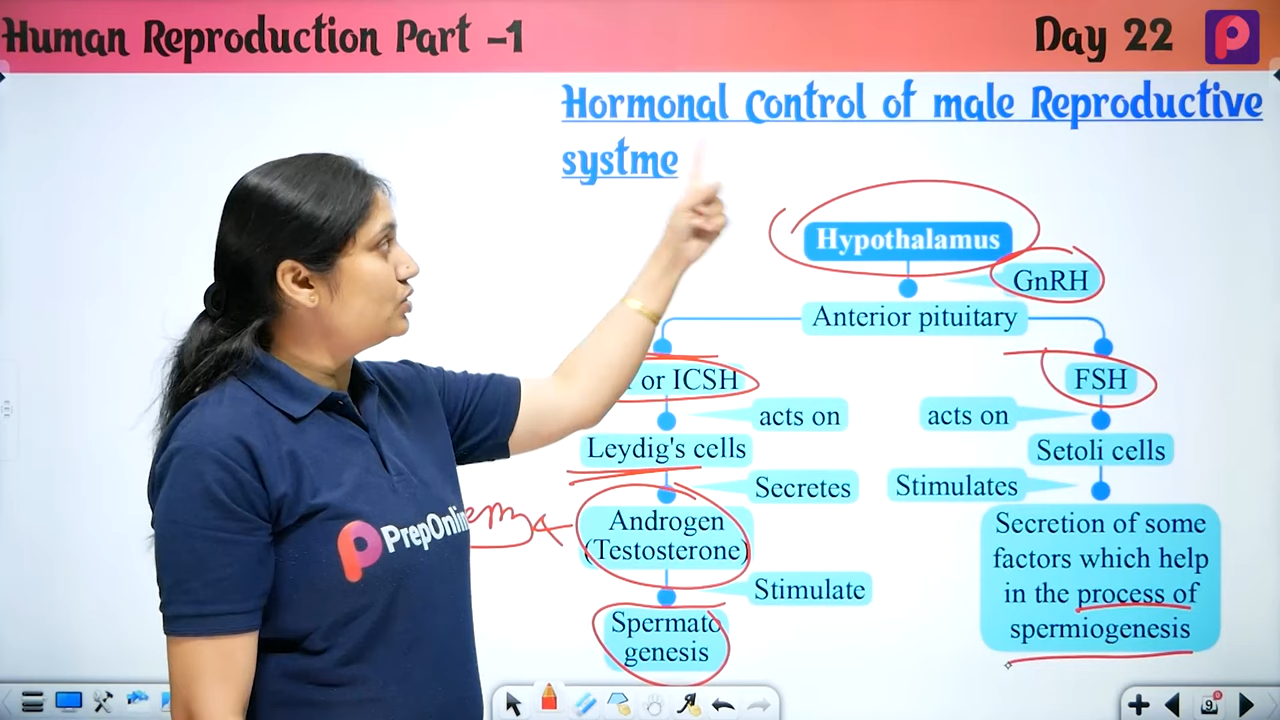 Human Reproduction Part -1
Day 22
Hormonal Control of male Reproductive
systme
Hypothalamus
GnRH
Anterior pituitary
or ICSH
FSH
acts on
acts on
Leydig's cells
Setoli cells
Secretes
Stimulates
Androgen
(Testosterone)
Secretion of some
factors which help
in the process of
spermiogenesis
Stimulate
Spermato
genesis
PrepOnlin
9